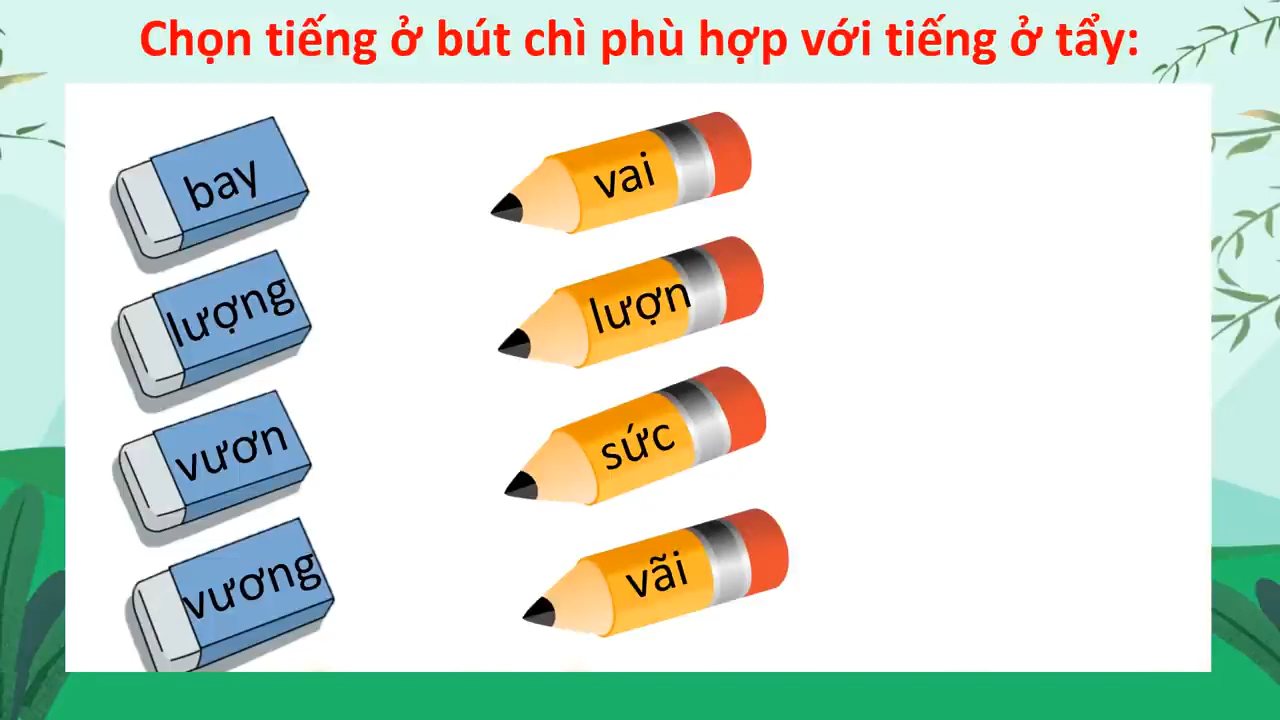 Chọn tiếng ở bút chì phù hợp với tiếng ở tẩy:
bay
vai
lượng
lượn
vươn
sức
vương
vãi